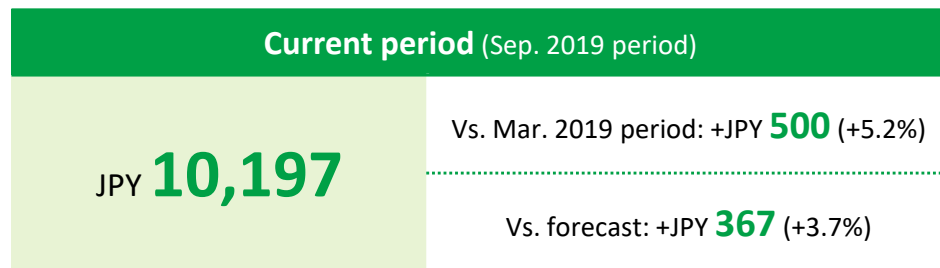 Current period (Sep. 2019 period)
JPY 10,197
Vs. Mar. 2019 period: +JPY 500 (+5.2%)
Vs. forecast: +JPY 367 (+3.7%)